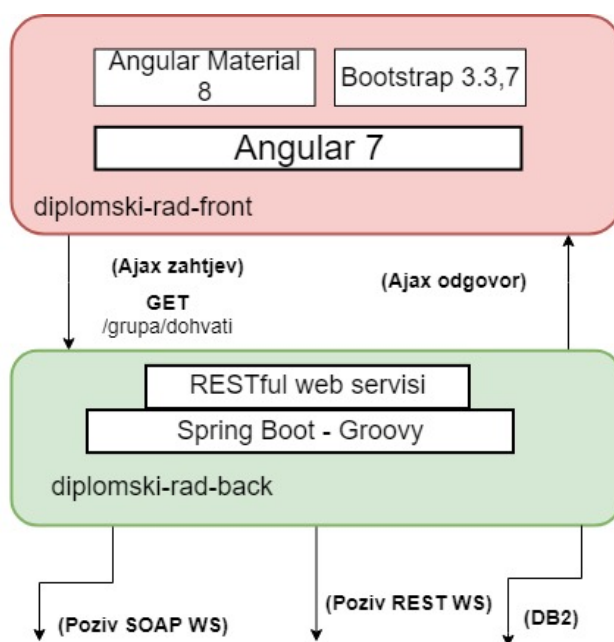 Angular Material
8
Bootstrap 3.3,7
Angular 7
diplomski-rad-front
(Ajax zahtjev)
GET
/grupa/dohvati
(Ajax odgovor)
RESTful web servisi
Spring Boot - Groovy
diplomski-rad-back
(Poziv SOAP WS)
(Poziv REST WS)
(DB2)